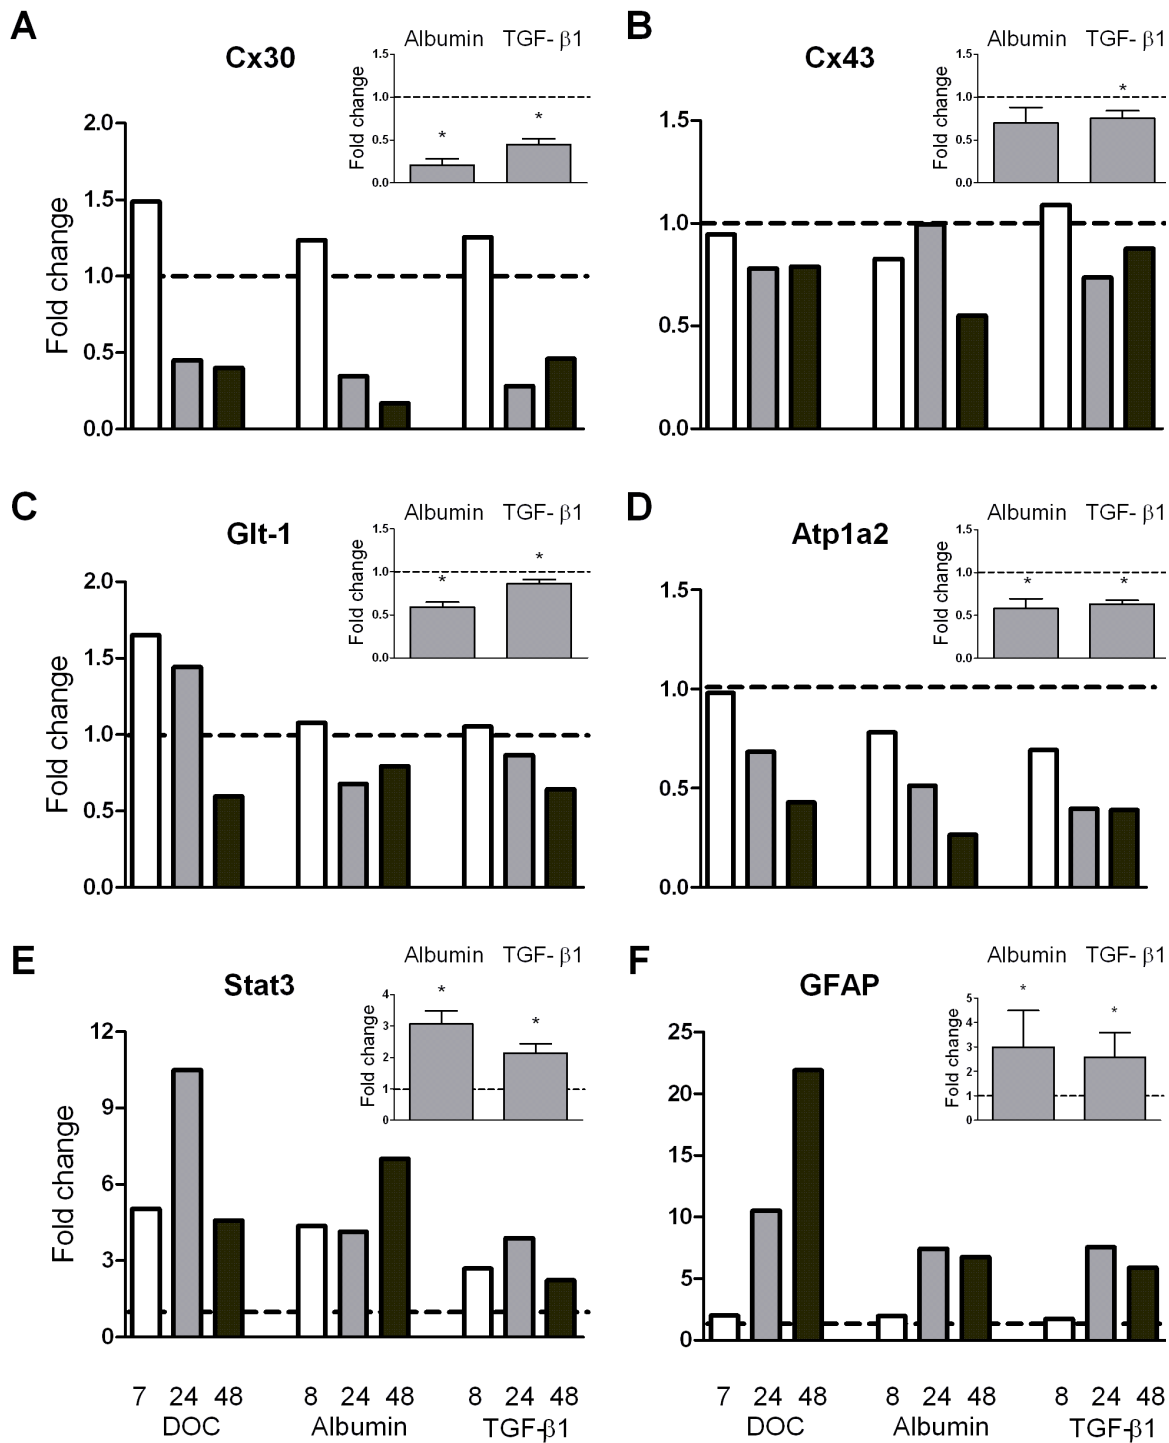 A
Cx30
Albumin TGF- β1
Fold change
1.5
1.0
0.5
0.0
*
*
Fold change
2.0
1.5
1.0
0.5
0.0
B
Cx43
Albumin TGF- β1
Fold change
1.5
1.0
0.5
0.0
*
1.5
1.0
0.5
0.0
C
Glt-1
Albumin TGF- β1
Fold change
1.5
1.0
0.5
0.0
*
*
Fold change
2.0
1.5
1.0
0.5
0.0
D
Atp1a2
Albumin TGF- β1
Fold change
1.5
1.0
0.5
0.0
*
*
1.5
1.0
0.5
0.0
E
Stat3
Albumin TGF- β1
Fold change
4
3
2
1
0
*
*
Fold change
12
9
6
3
0
7 24 48 8 24 48 8 24 48
DOC Albumin TGF-β1
F
GFAP
Albumin TGF- β1
Fold change
5
4
3
2
1
0
*
*
25
20
15
10
5
0
7 24 48 8 24 48 8 24 48
DOC Albumin TGF-β1